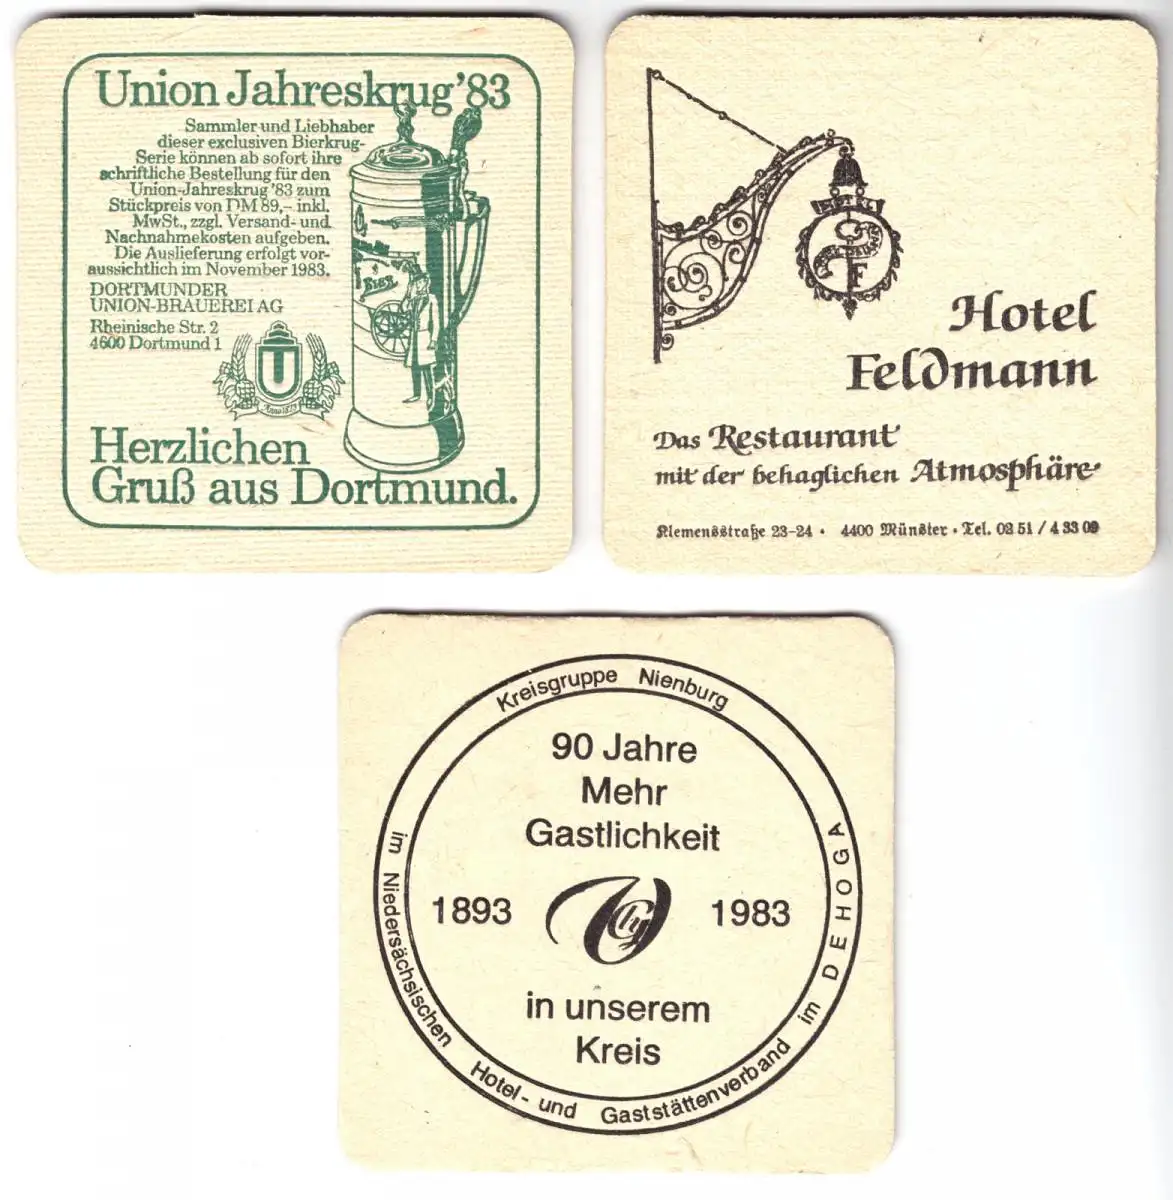 Union Jahreskrug '83
Sammler und Liebhaber
dieser exclusiven Bierkrug-
Serie können ab sofort ihre
schriftliche Bestellung für den
Union-Jahreskrug '83 zum
Stückpreis von DM 89,- inkl.
MwSt., zzgl. Versand- und
Nachnahmekosten aufgeben.
Die Auslieferung erfolgt vor-
aussichtlich im November 1983.
DORTMUNDER
UNION-BRAUEREI AG
Rheinische Str. 2
4600 Dortmund 1
BIER
U
Anno 1873
Herzlichen
Gruß aus Dortmund.
HOTEL
F
Hotel
Feldmann
Das Restaurant
mit der behaglichen Atmosphäre
Klemensstraße 23-24 • 4400 Münster • Tel. 02 51 / 4 33 09
Kreisgruppe Nienburg
90 Jahre
Mehr
Gastlichkeit
1893 1983
in unserem
Kreis
im Niedersächsischen Hotel- und Gaststättenverband im DEHOGA